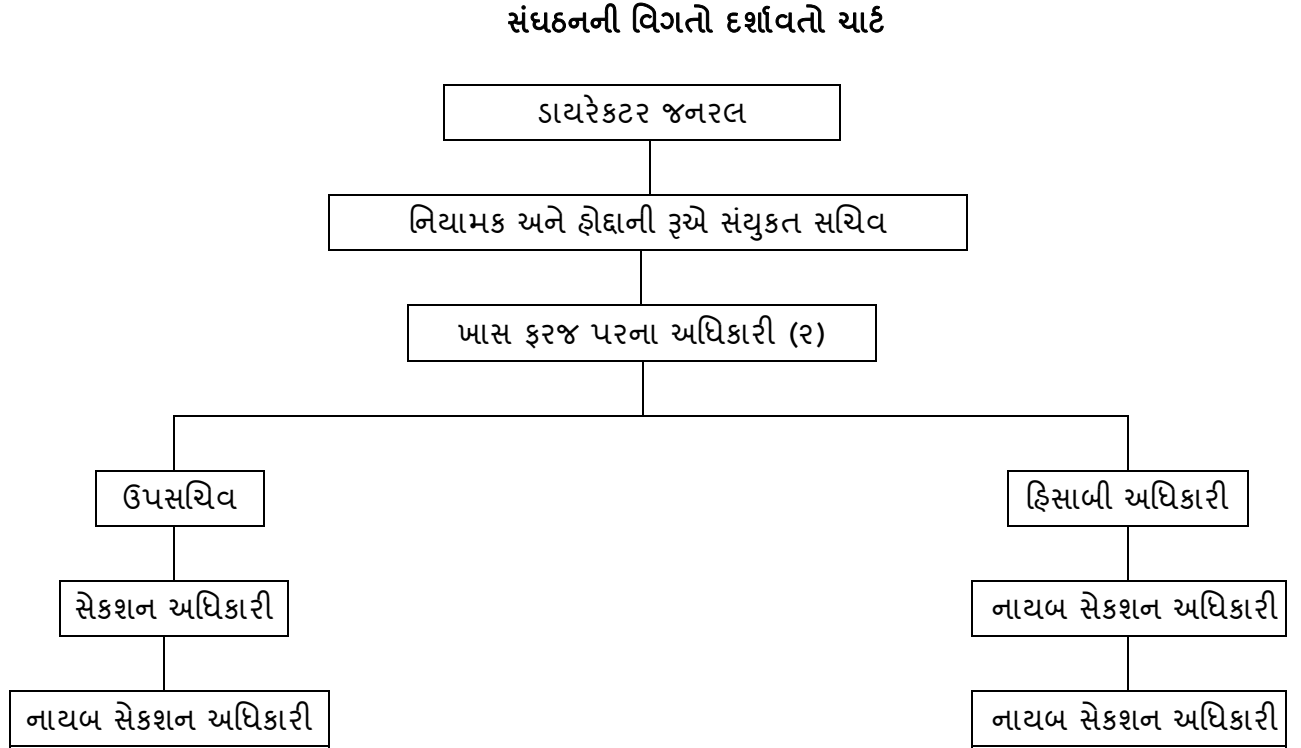 સંઘઠનની વિગતો દર્શાવતો ચાર્ટ
ડાયરેકટર જનરલ
નિયામક અને હોદ્દાની રૂએ સંયુકત સચિવ
ખાસ ફરજ પરના અધિકારી (૨)
ઉપસચિવ
હિસાબી અધિકારી
સેકશન અધિકારી
નાયબ સેકશન અધિકારી
નાયબ સેકશન અધિકારી
નાયબ સેકશન અધિકારી